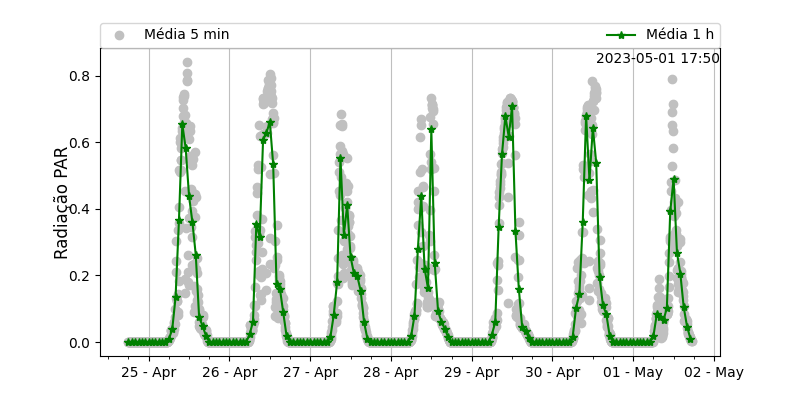 Média 5 min
Média 1 h
2023-05-01 17:50
Radiação PAR
0.8
0.6
0.4
0.2
0.0
25 - Apr
26 - Apr
27 - Apr
28 - Apr
29 - Apr
30 - Apr
01 - May
02 - May